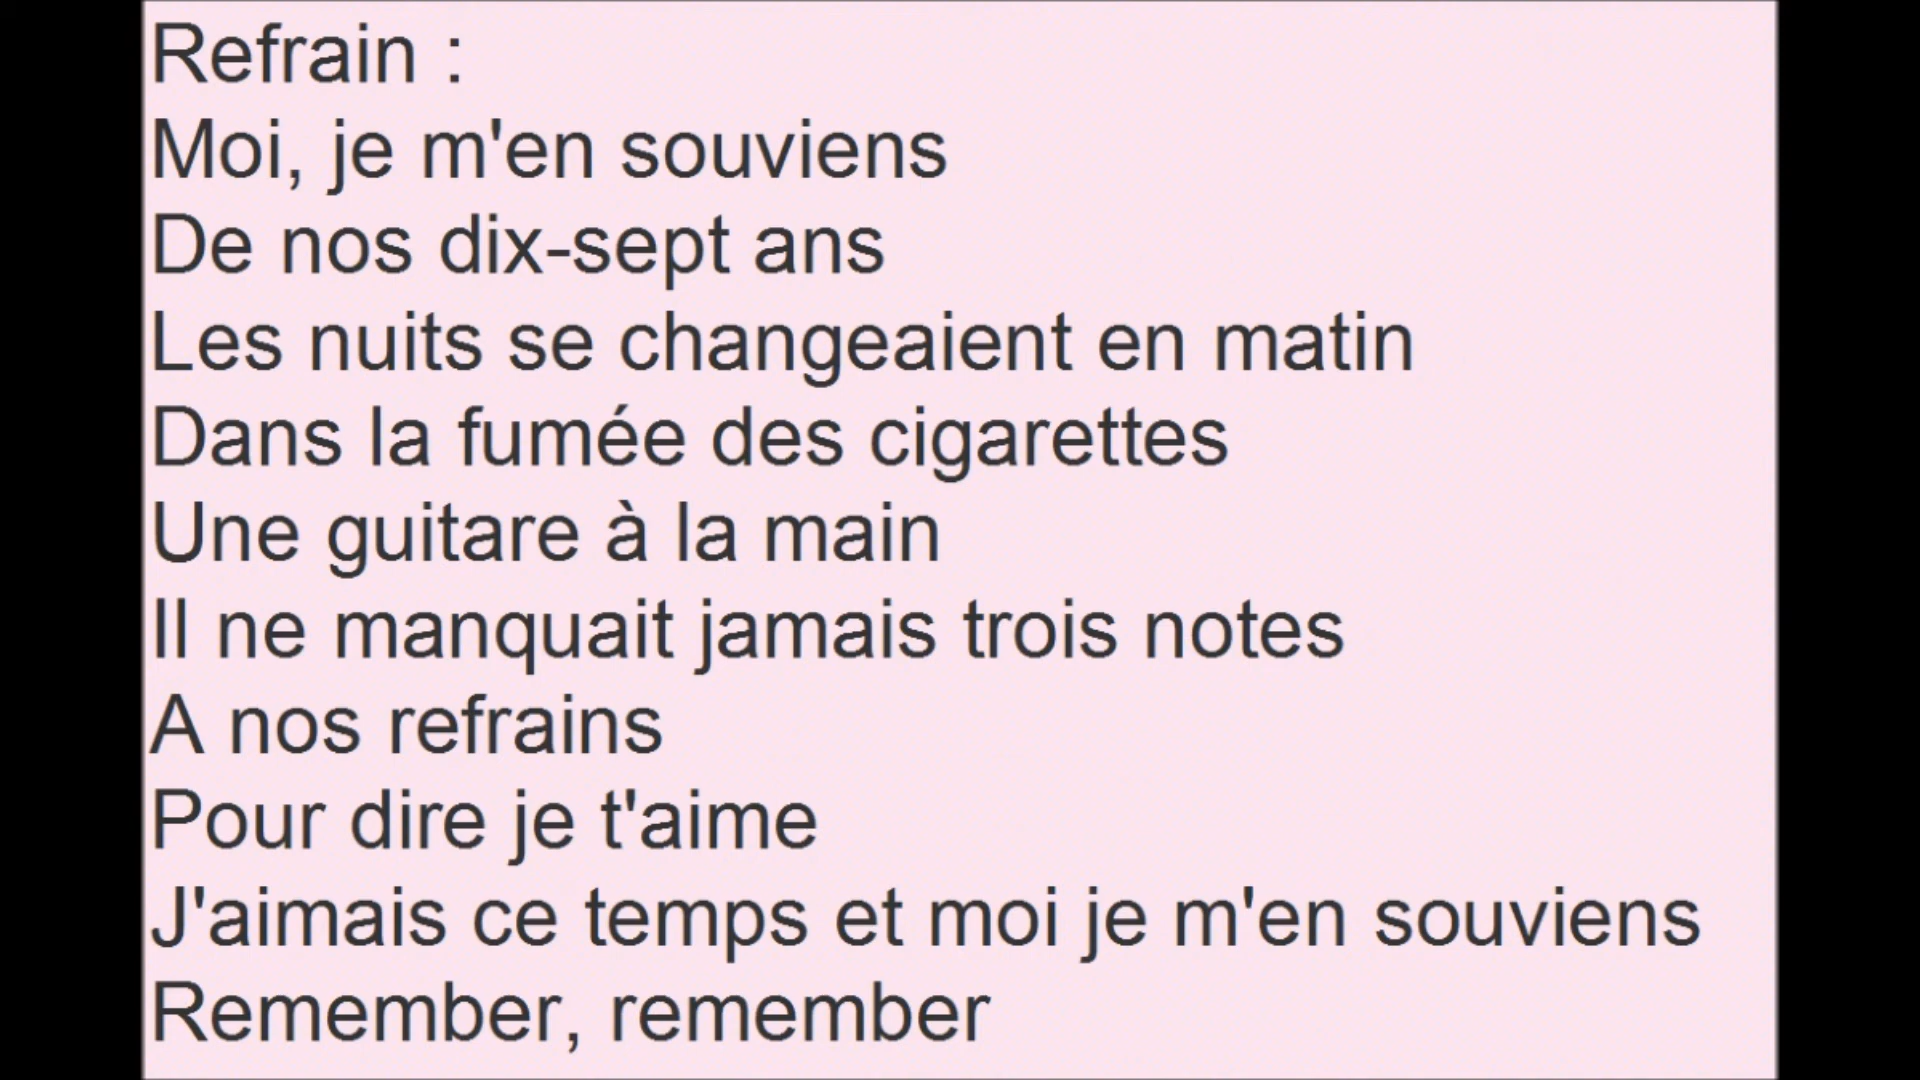 Refrain :
Moi, je m'en souviens
De nos dix-sept ans
Les nuits se changeaient en matin
Dans la fumée des cigarettes
Une guitare à la main
Il ne manquait jamais trois notes
A nos refrains
Pour dire je t'aime
J'aimais ce temps et moi je m'en souviens
Remember, remember